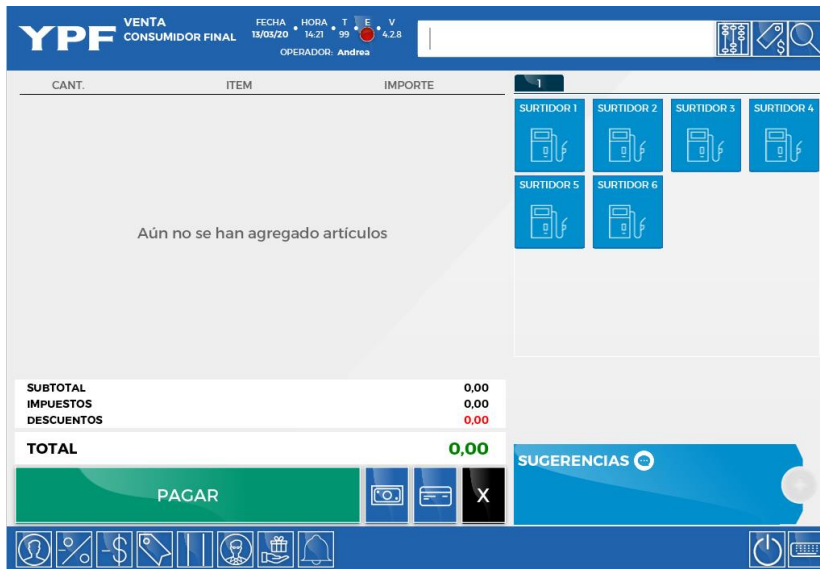 YPF
VENTA
CONSUMIDOR FINAL
FECHA • HORA • T • E • V
13/03/20 14:21 99 4.2.8
OPERADOR: Andrea
CANT. ITEM IMPORTE
Aún no se han agregado artículos
SUBTOTAL 0,00
IMPUESTOS 0,00
DESCUENTOS 0,00
TOTAL 0,00
PAGAR X
1
SURTIDOR 1 SURTIDOR 2 SURTIDOR 3 SURTIDOR 4
SURTIDOR 5 SURTIDOR 6
SUGERENCIAS
-% -$